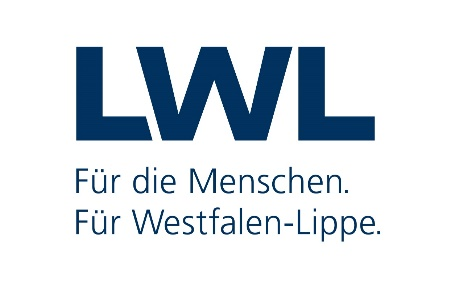 LWL
Für die Menschen.
Für Westfalen-Lippe.